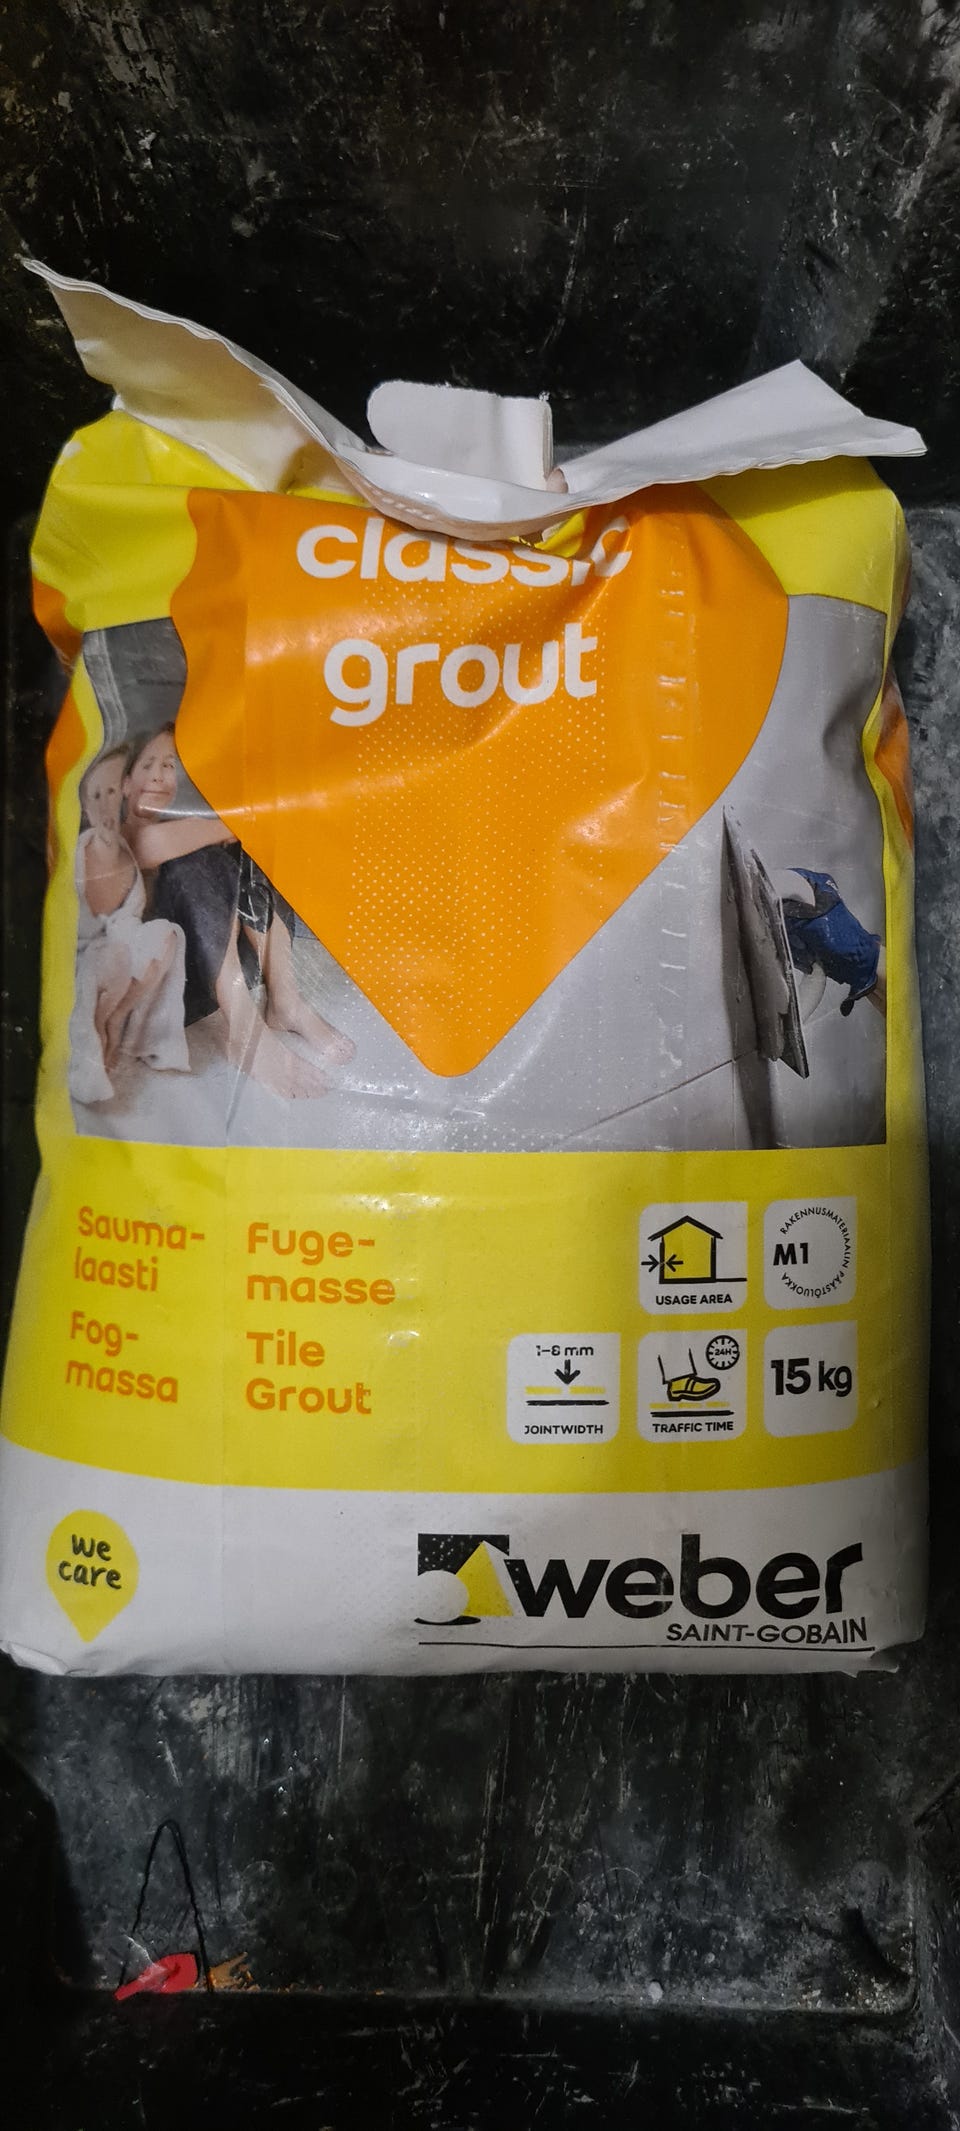 classic
grout
Sauma-
laasti
Fuge-
masse
Fog-
massa
Tile
Grout
USAGE AREA
RAKENNUSMATERIAALIN PÄÄSTÖLUOKKA
M1
1-6 mm
JOINTWIDTH
24H
TRAFFIC TIME
15 kg
we
care
weber
SAINT-GOBAIN